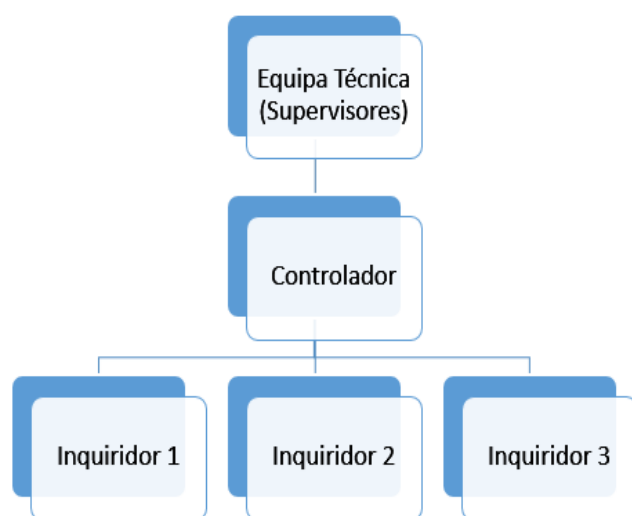 Equipa Técnica
(Supervisores)
Controlador
Inquiridor 1
Inquiridor 2
Inquiridor 3